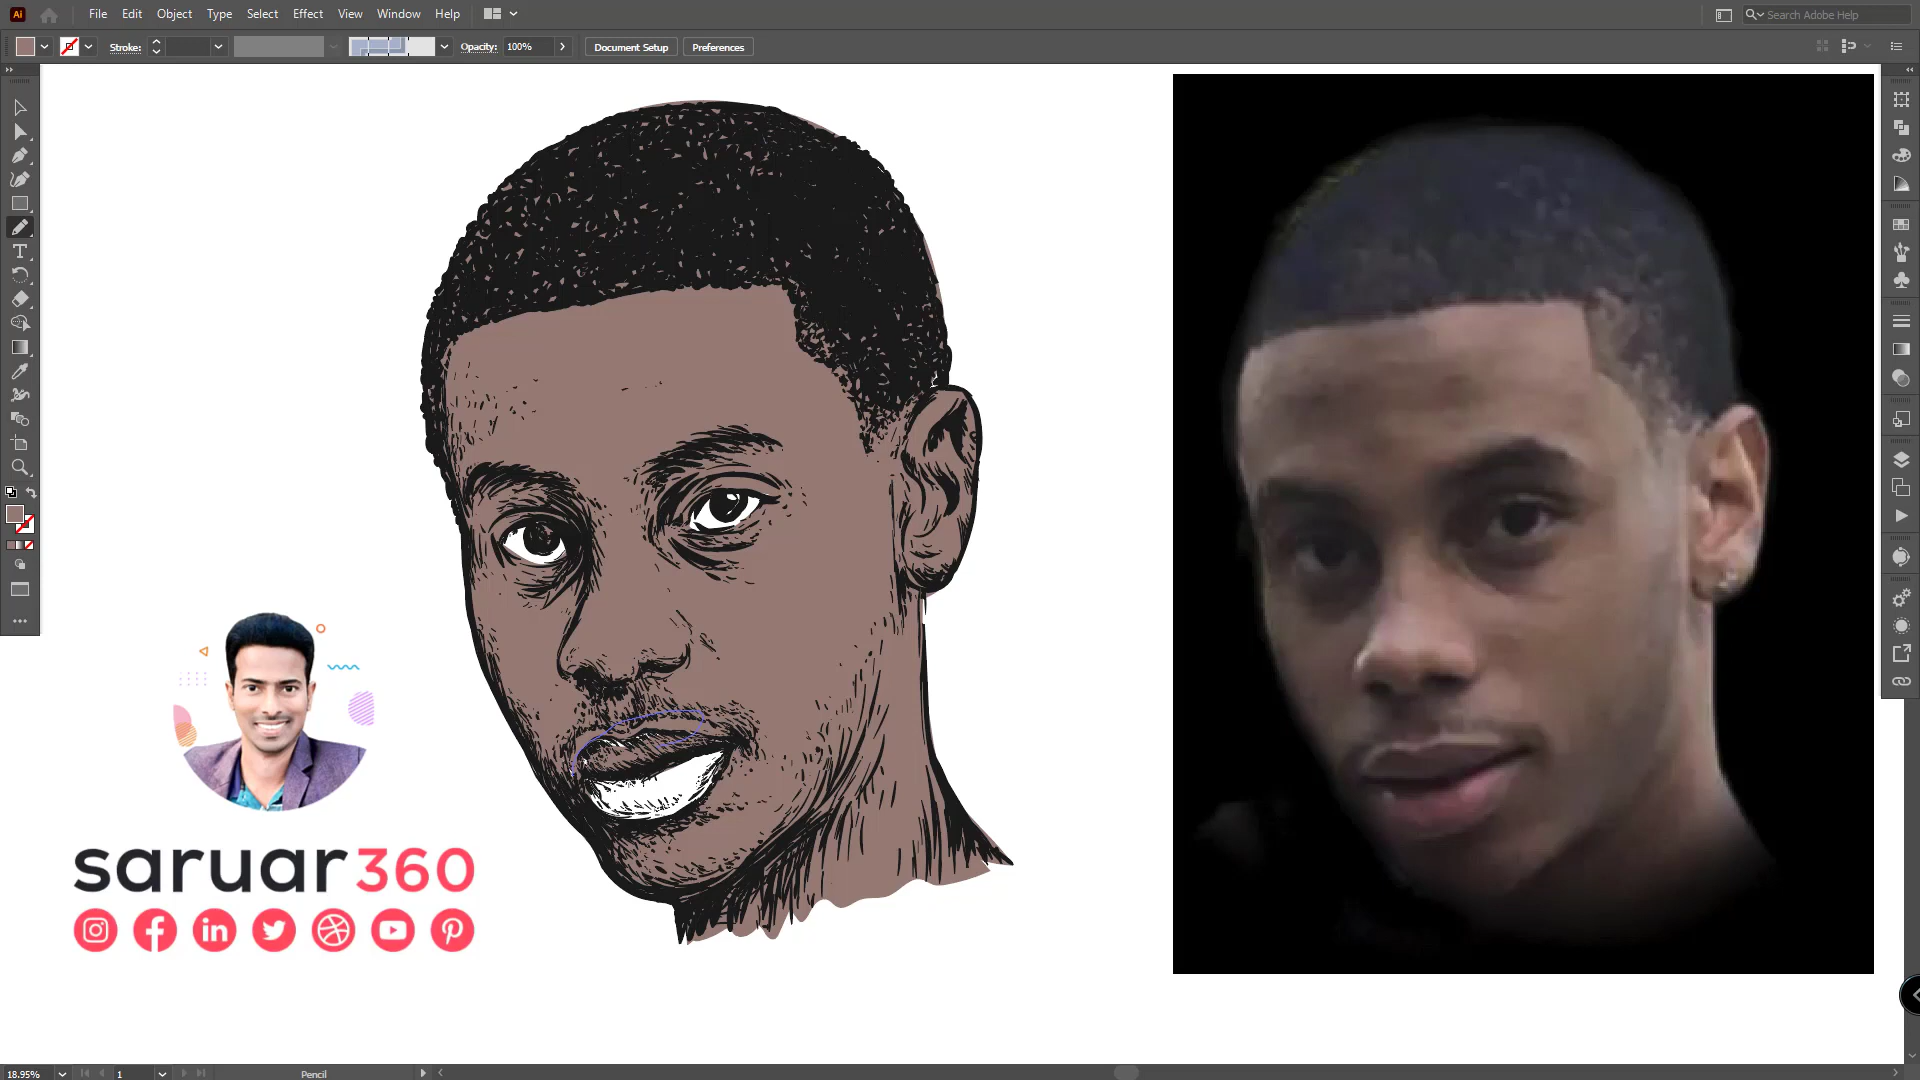 Ai File Edit Object Type Select Effect View Window Help Search Adobe Help
Stroke: Opacity: 100% Document Setup Preferences
saruar360
18.95% 1 Pencil